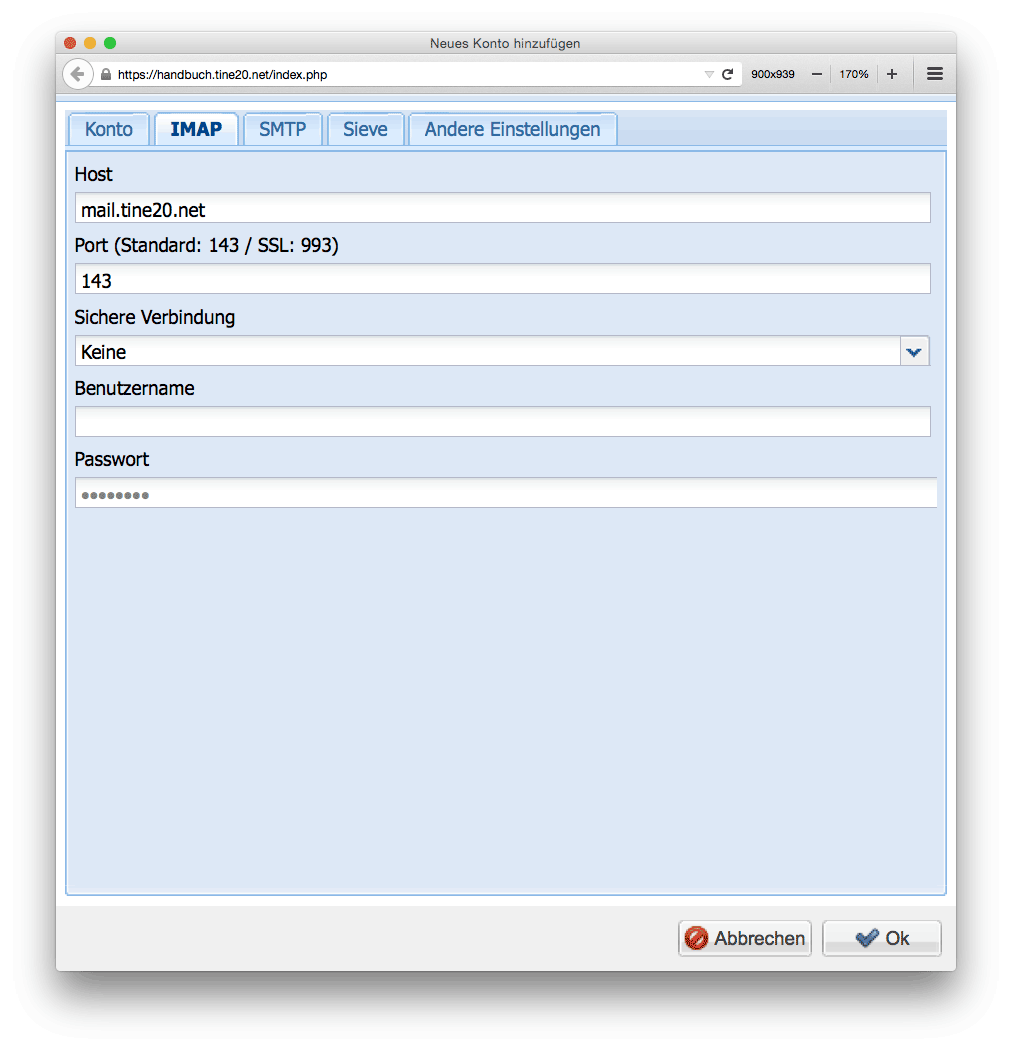 Neues Konto hinzufügen
https://handbuch.tine20.net/index.php 900x939 170%
Konto IMAP SMTP Sieve Andere Einstellungen
Host
mail.tine20.net
Port (Standard: 143 / SSL: 993)
143
Sichere Verbindung
Keine
Benutzername
Passwort
••••••••
Abbrechen Ok